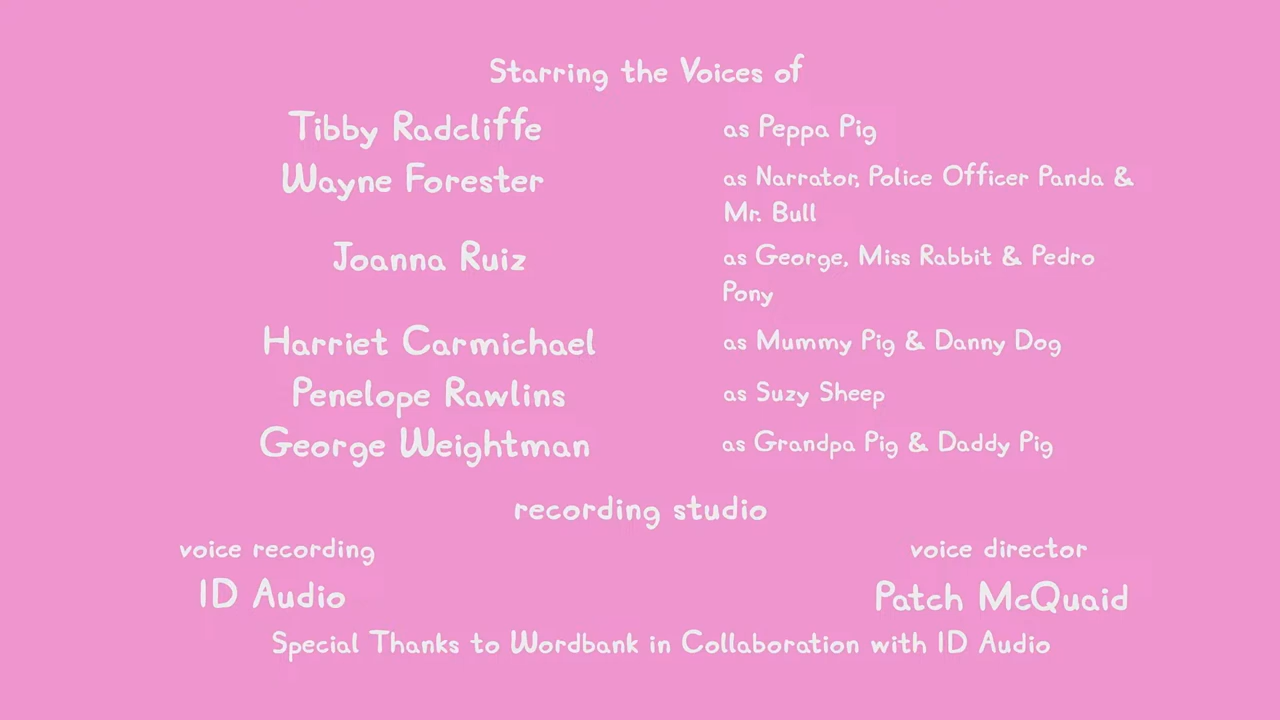 Starring the Voices of
Tibby Radcliffe as Peppa Pig
Wayne Forester as Narrator, Police Officer Panda &
Mr. Bull
Joanna Ruiz as George, Miss Rabbit & Pedro
Pony
Harriet Carmichael as Mummy Pig & Danny Dog
Penelope Rawlins as Suzy Sheep
George Weightman as Grandpa Pig & Daddy Pig
recording studio
voice recording voice director
ID Audio Patch McQuaid
Special Thanks to Wordbank in Collaboration with ID Audio